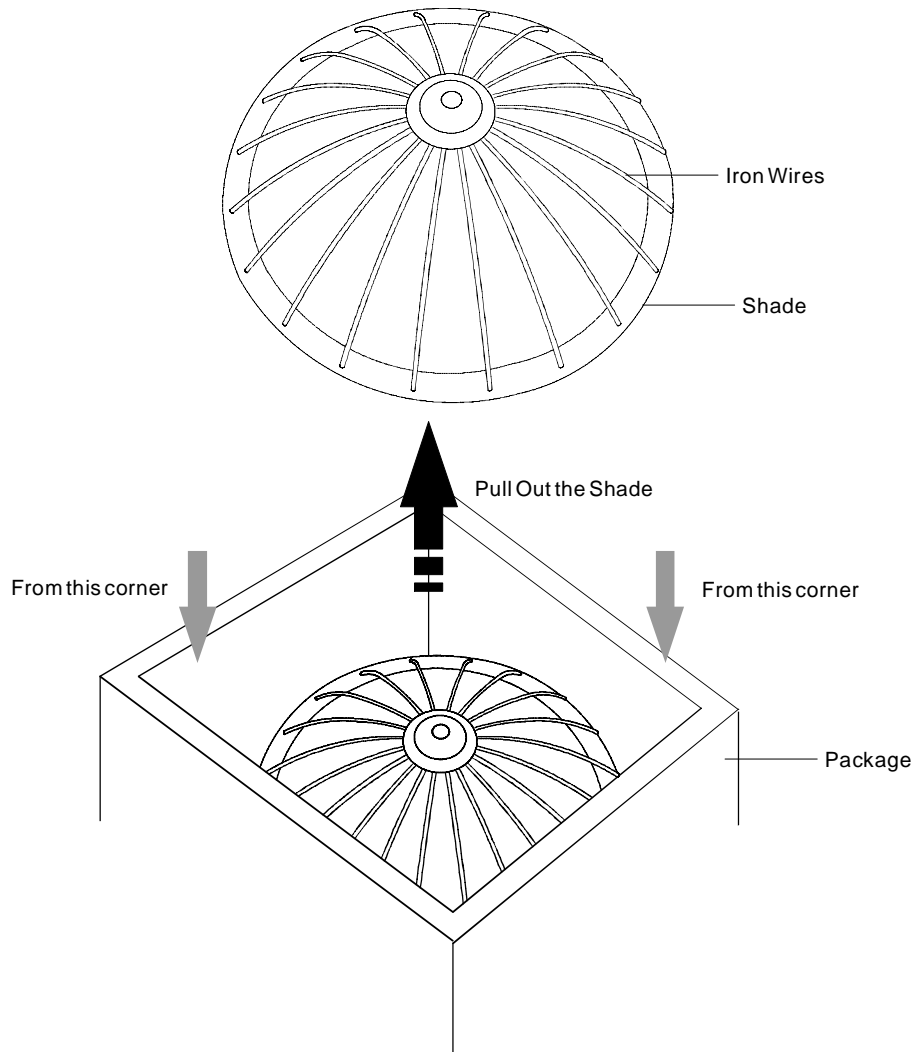 Iron Wires
Shade
Pull Out the Shade
From this corner
From this corner
Package